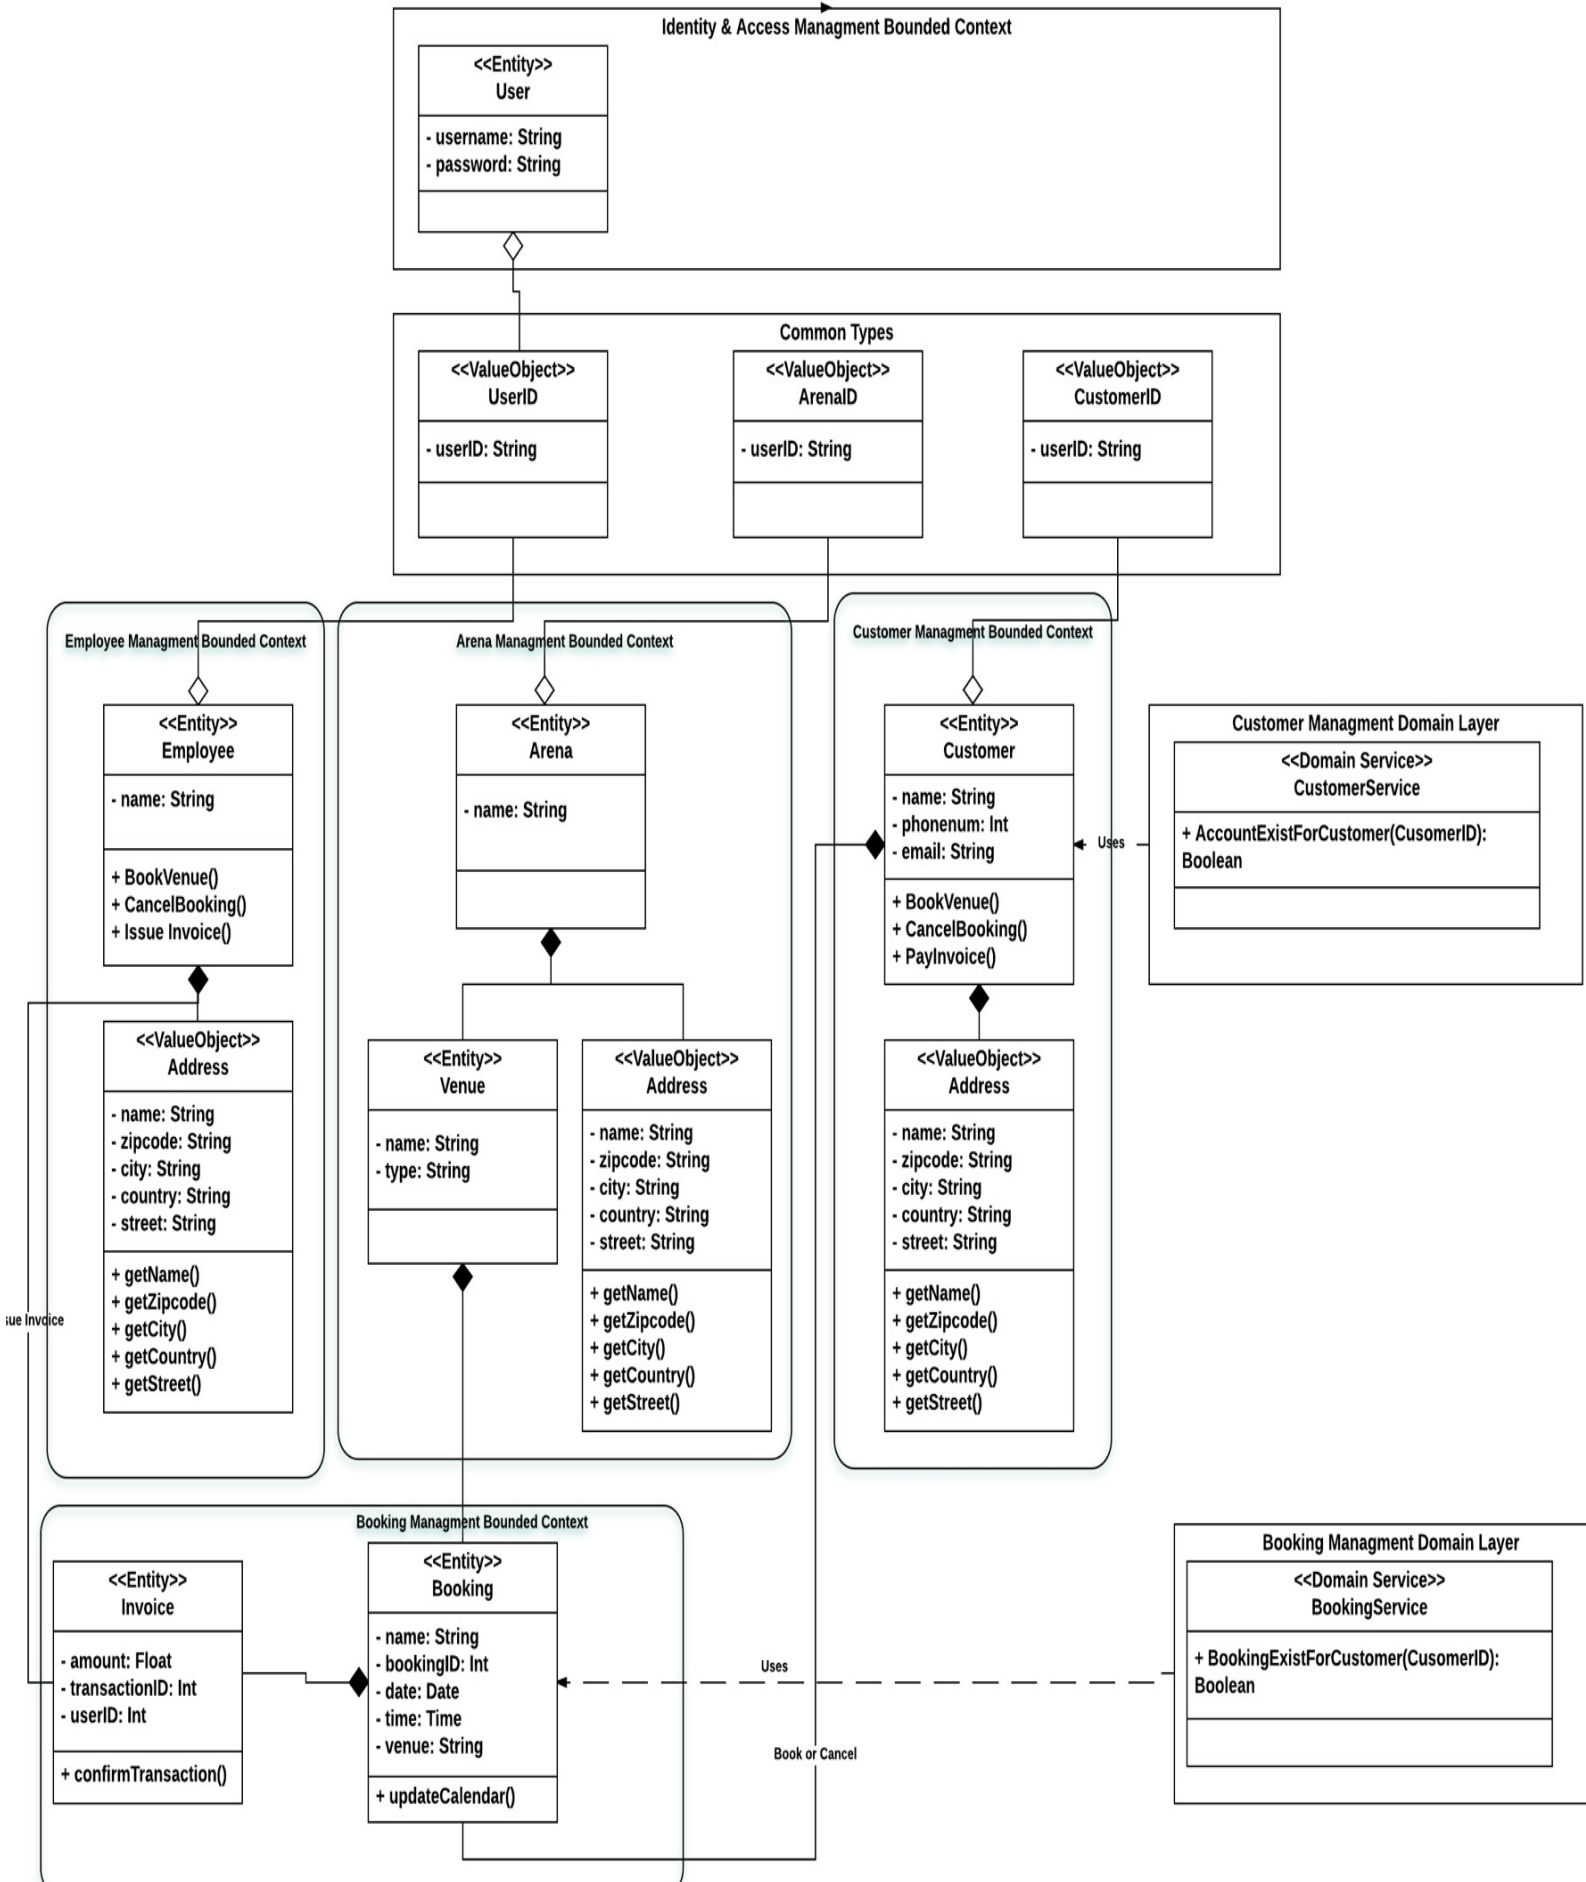 Identity & Access Managment Bounded Context
<<Entity>>
User
- username: String
- password: String
Common Types
<<ValueObject>>
UserID
- userID: String
<<ValueObject>>
ArenaID
- userID: String
<<ValueObject>>
CustomerID
- userID: String
Employee Managment Bounded Context
<<Entity>>
Employee
- name: String
+ BookVenue()
+ CancelBooking()
+ Issue Invoice()
<<ValueObject>>
Address
- name: String
- zipcode: String
- city: String
- country: String
- street: String
+ getName()
+ getZipcode()
+ getCity()
+ getCountry()
+ getStreet()
sue Invoice
Arena Managment Bounded Context
<<Entity>>
Arena
- name: String
<<Entity>>
Venue
- name: String
- type: String
<<ValueObject>>
Address
- name: String
- zipcode: String
- city: String
- country: String
- street: String
+ getName()
+ getZipcode()
+ getCity()
+ getCountry()
+ getStreet()
Customer Managment Bounded Context
<<Entity>>
Customer
- name: String
- phonenum: Int
- email: String
+ BookVenue()
+ CancelBooking()
+ PayInvoice()
<<ValueObject>>
Address
- name: String
- zipcode: String
- city: String
- country: String
- street: String
+ getName()
+ getZipcode()
+ getCity()
+ getCountry()
+ getStreet()
Uses
Customer Managment Domain Layer
<<Domain Service>>
CustomerService
+ AccountExistForCustomer(CusomerID):
Boolean
Booking Managment Bounded Context
<<Entity>>
Invoice
- amount: Float
- transactionID: Int
- userID: Int
+ confirmTransaction()
<<Entity>>
Booking
- name: String
- bookingID: Int
- date: Date
- time: Time
- venue: String
+ updateCalendar()
Uses
Book or Cancel
Booking Managment Domain Layer
<<Domain Service>>
BookingService
+ BookingExistForCustomer(CusomerID):
Boolean